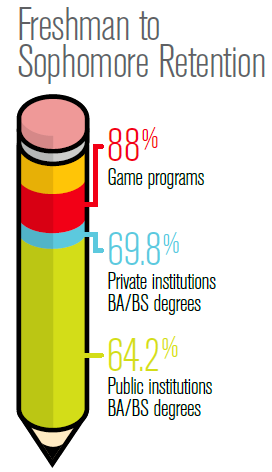 Freshman to
Sophomore Retention
88%
Game programs
69.8%
Private institutions
BA/BS degrees
64.2%
Public institutions
BA/BS degrees